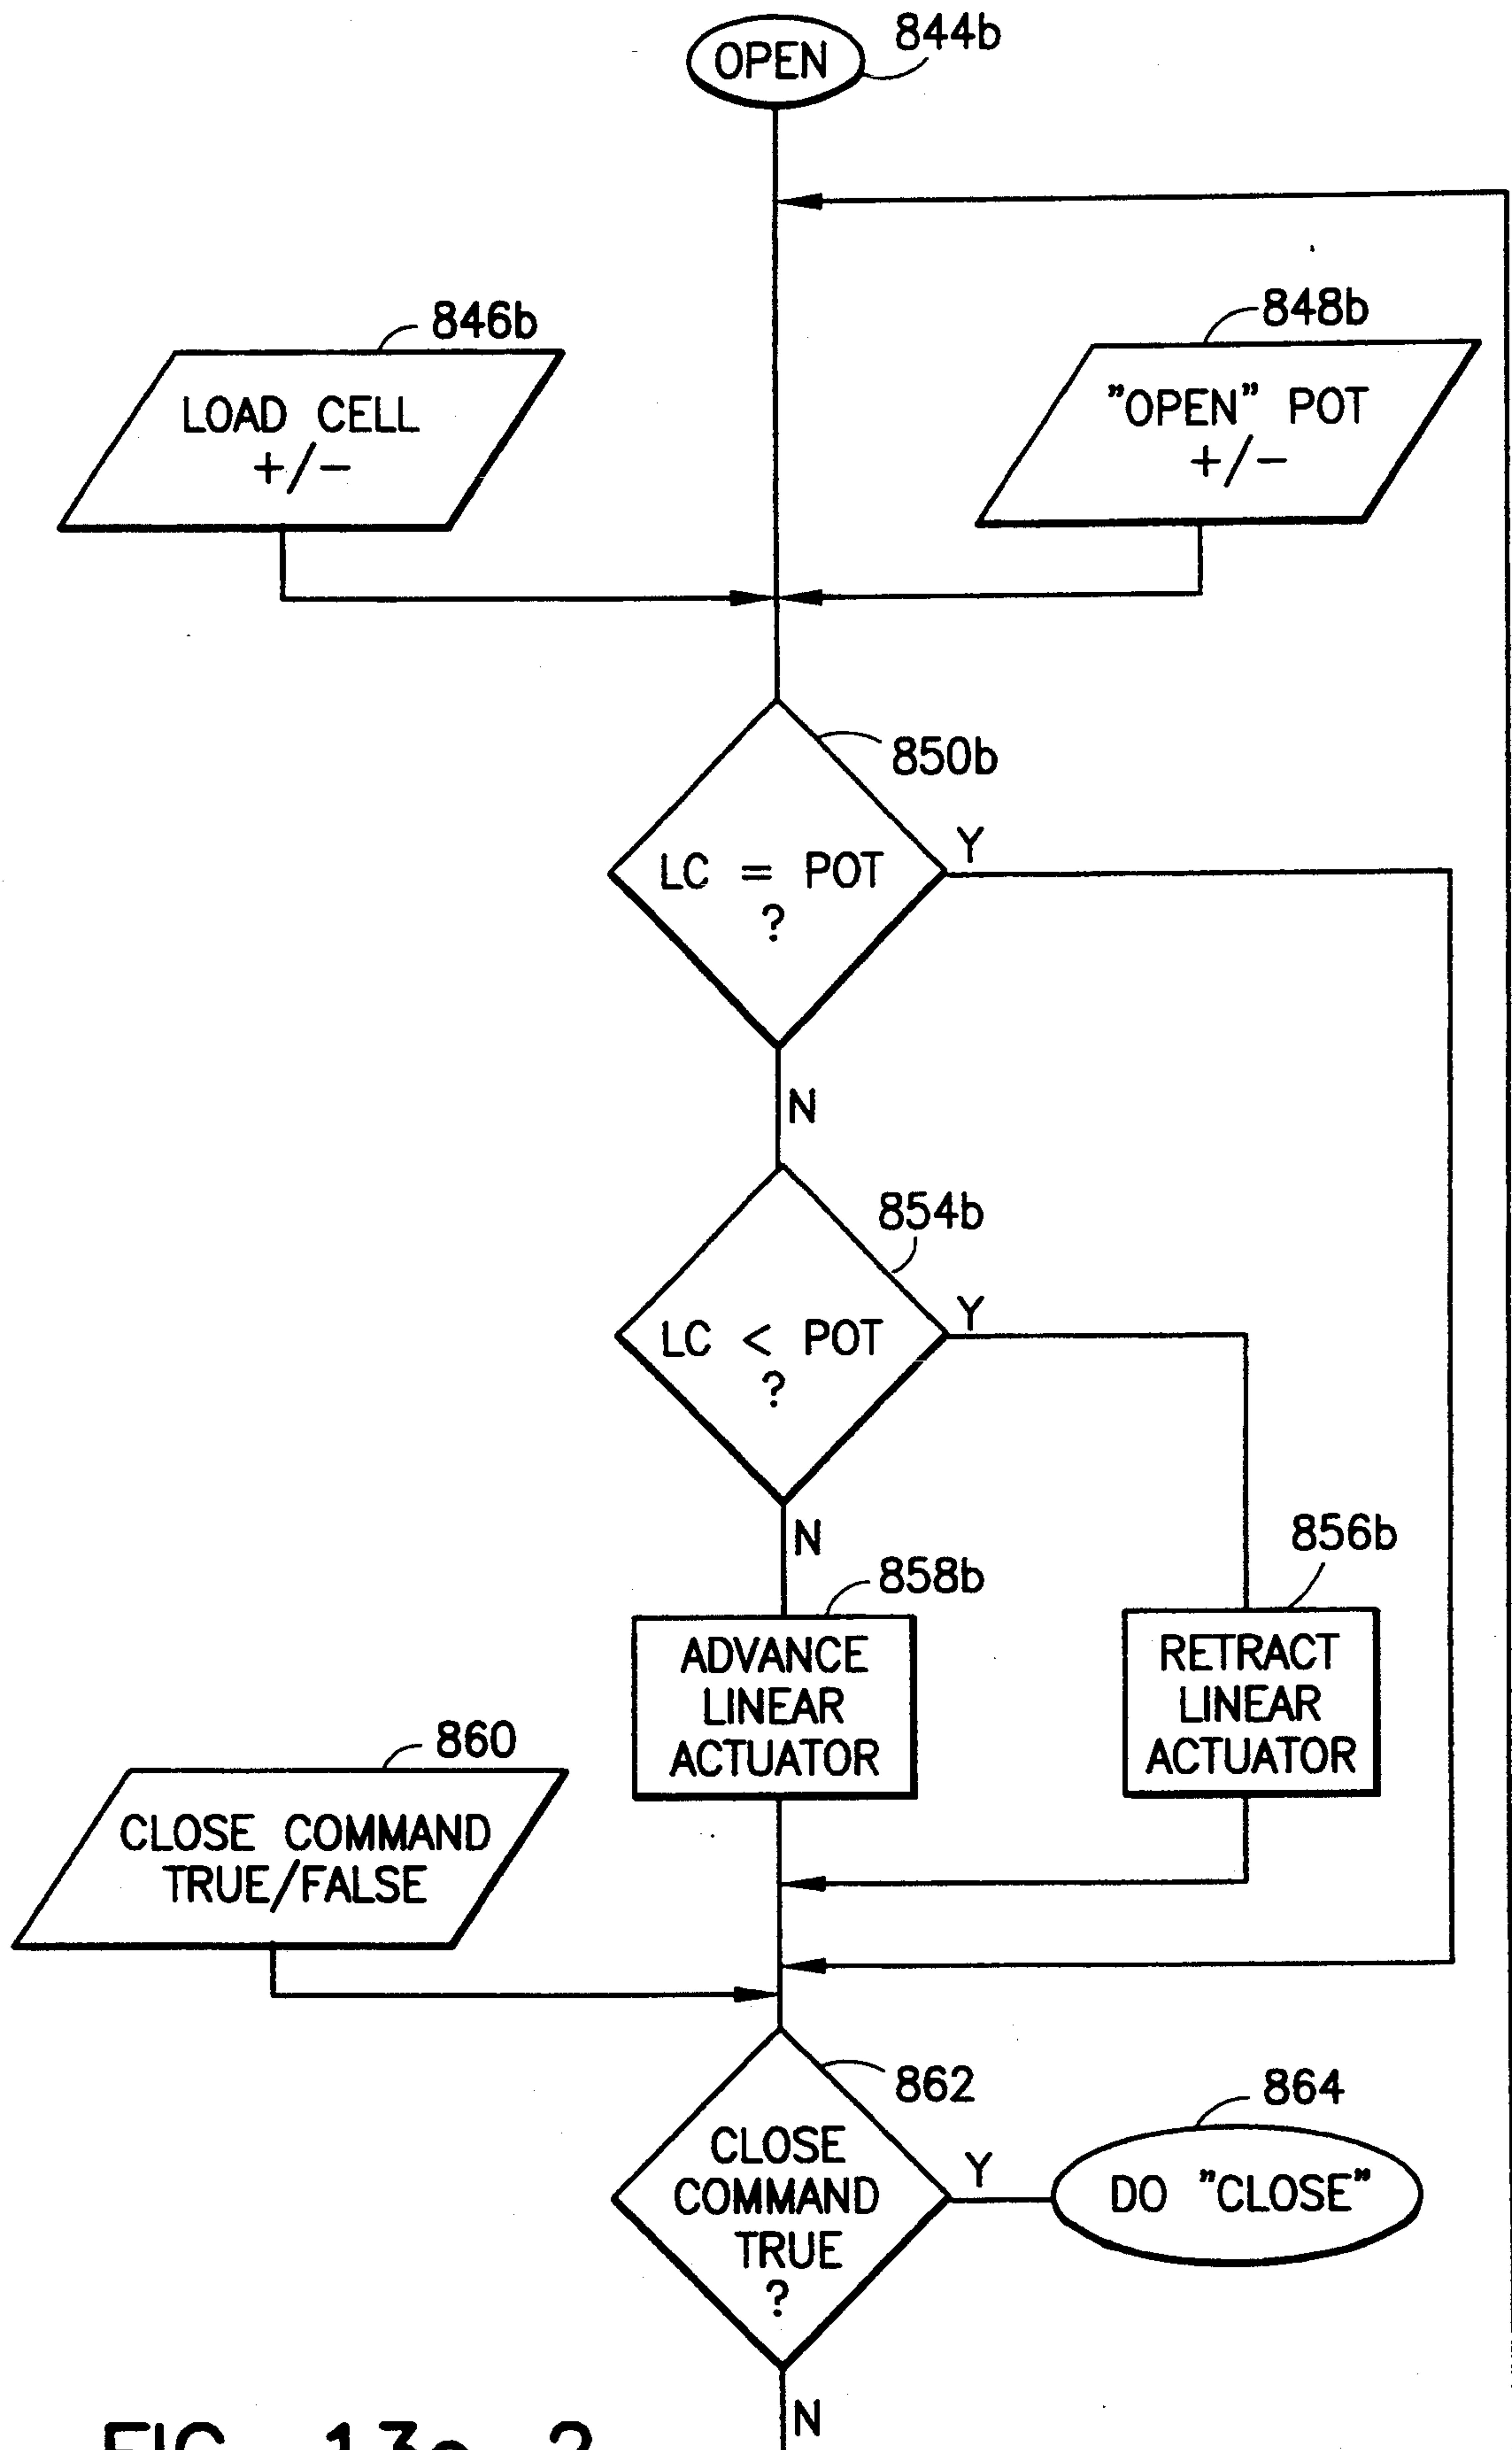 OPEN
844b
846b
LOAD CELL
+/-
848b
"OPEN" POT
+/-
850b
LC = POT
?
Y
N
854b
LC < POT
?
Y
N
858b
ADVANCE
LINEAR
ACTUATOR
856b
RETRACT
LINEAR
ACTUATOR
860
CLOSE COMMAND
TRUE/FALSE
862
CLOSE
COMMAND
TRUE
?
Y
864
DO "CLOSE"
N